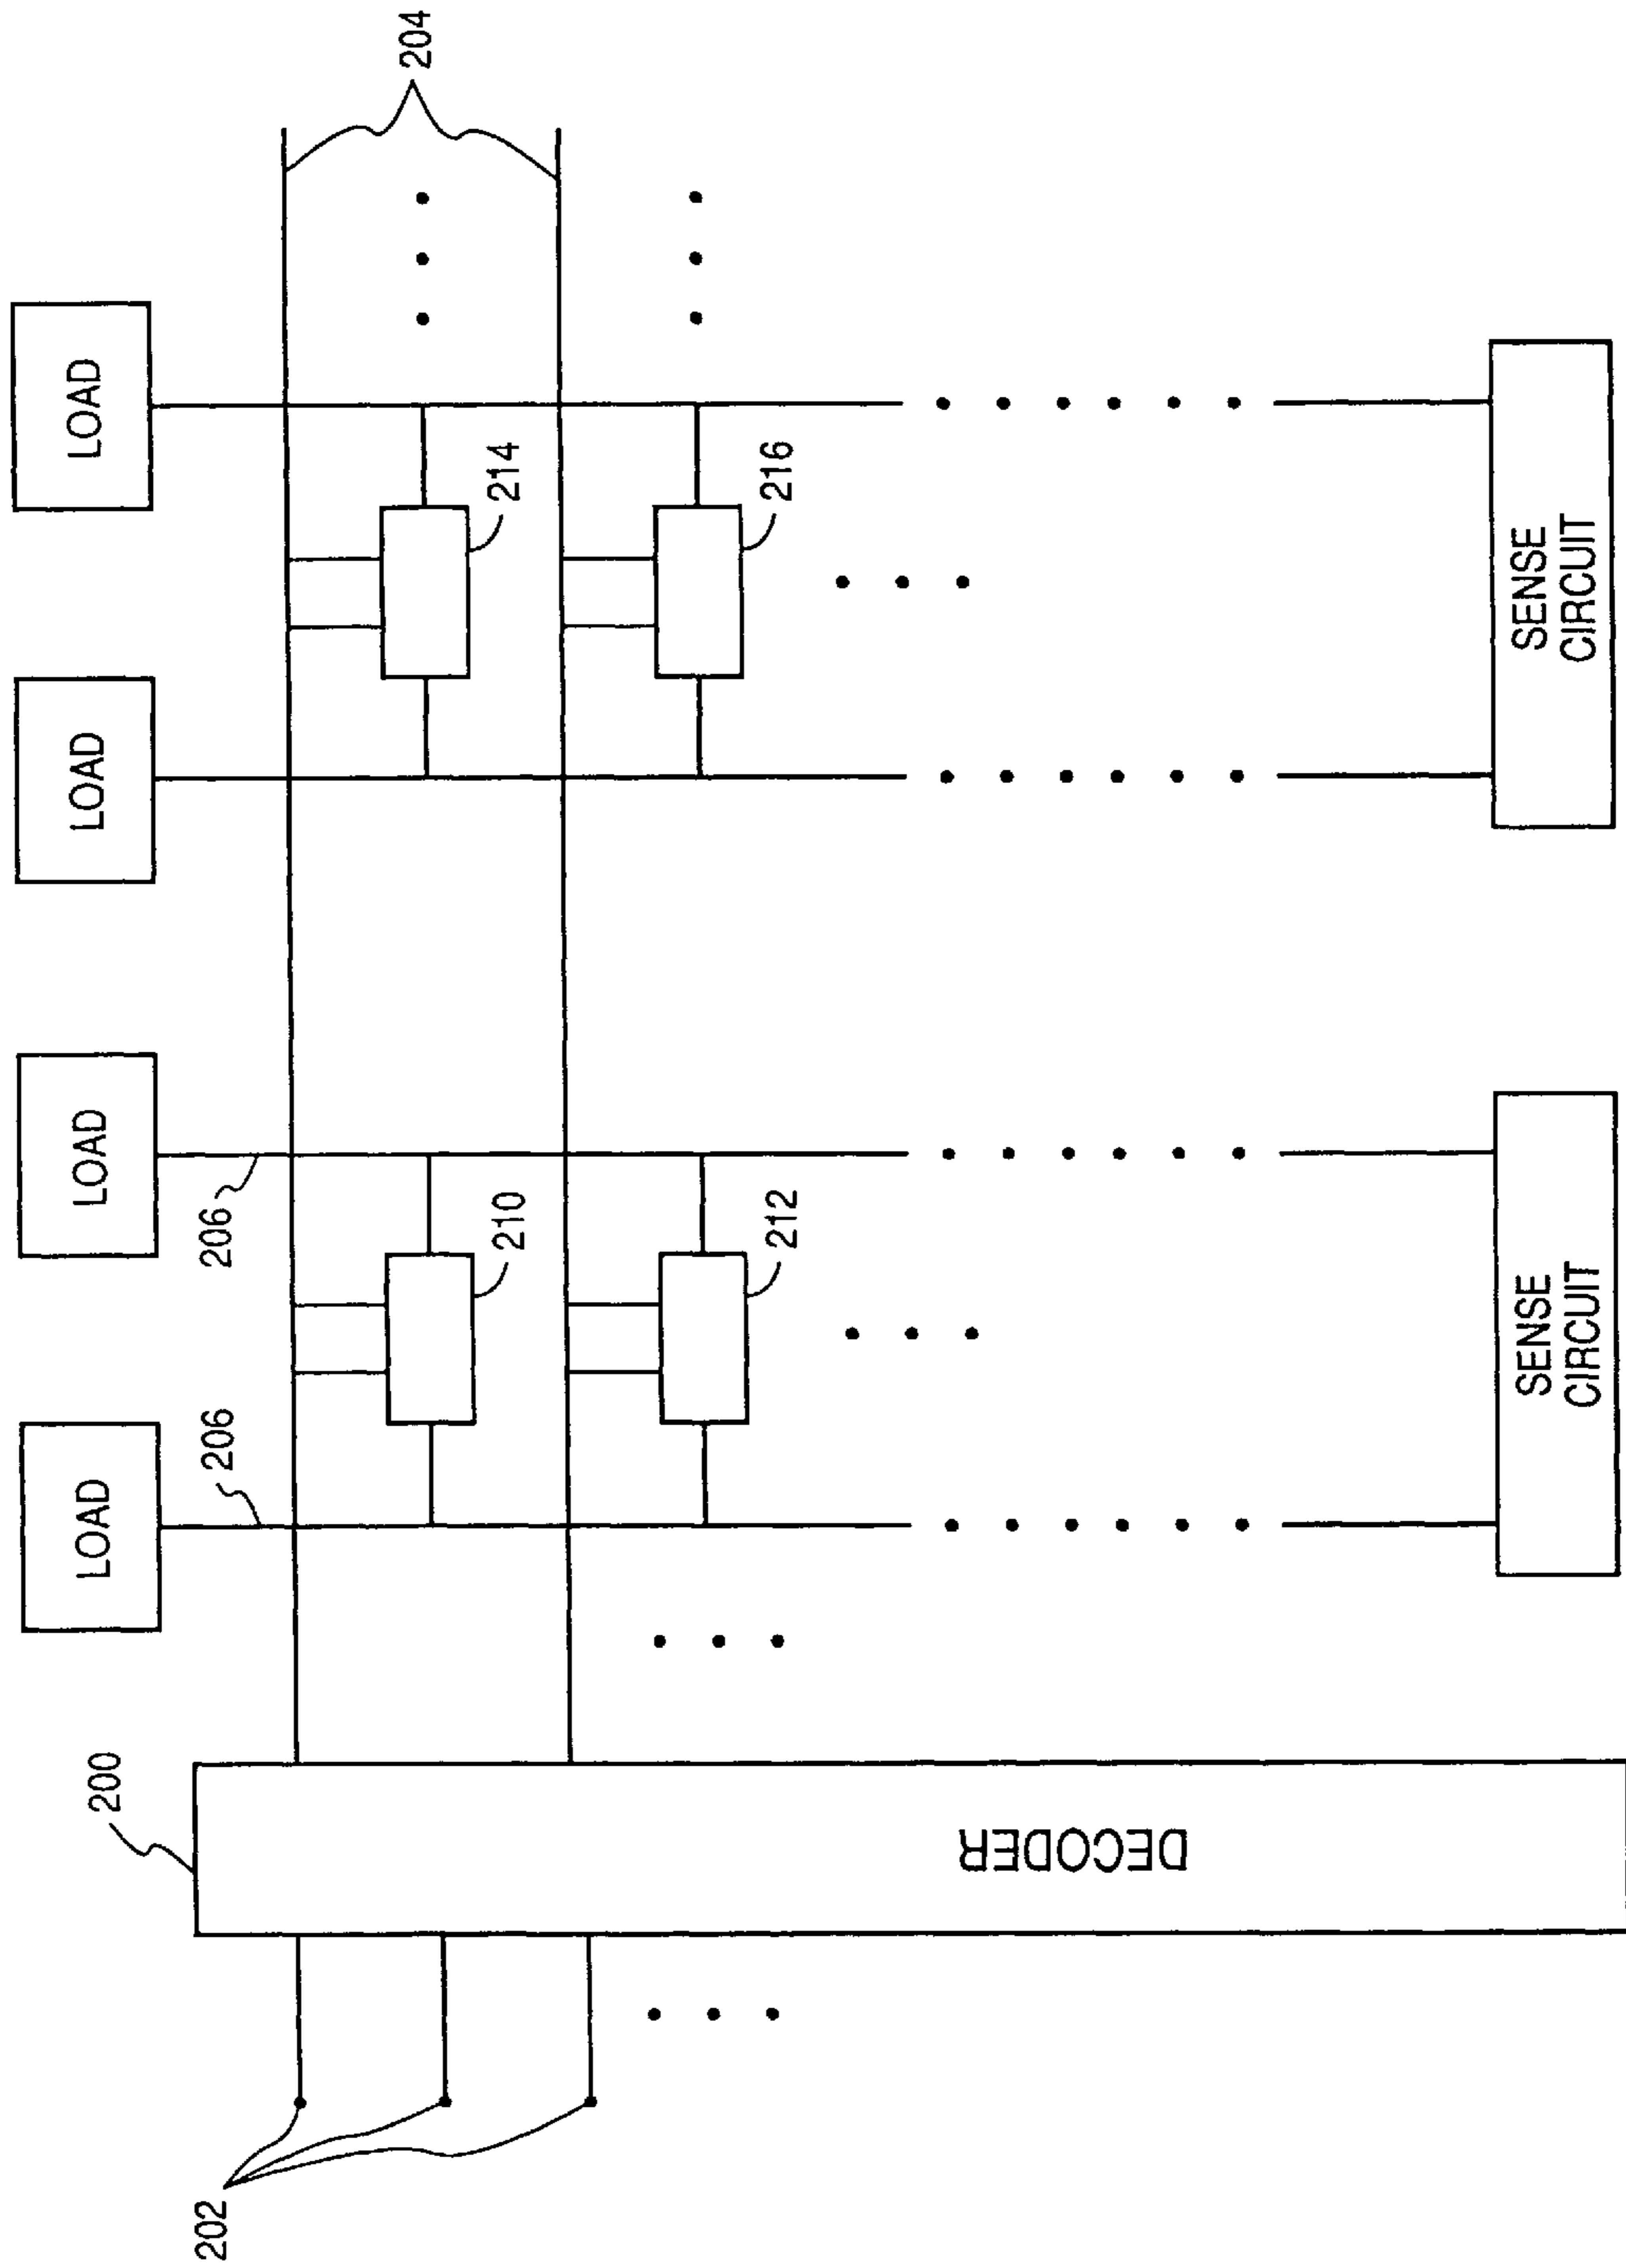 LOAD
LOAD
LOAD
LOAD
206
206
200
204
202
210
214
212
216
DECODER
SENSE
CIRCUIT
SENSE
CIRCUIT